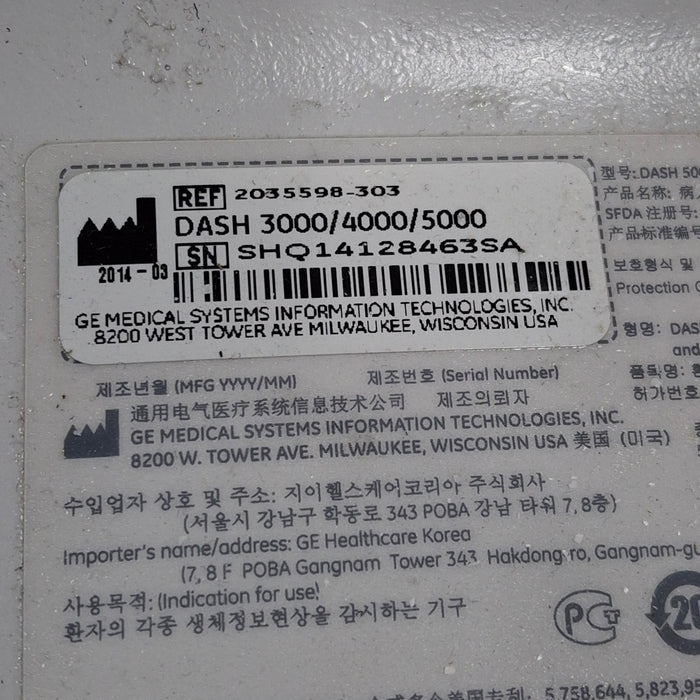 REF 2035598-303
DASH 3000/4000/5000
SN SHQ14128463SA
2014-03
GE MEDICAL SYSTEMS INFORMATION TECHNOLOGIES, INC.
8200 WEST TOWER AVE MILWAUKEE, WISCONSIN USA
型号: DASH
产品名称:
SFDA 注册号:
产品标准编号
보호형식 및
Protection
형명:
and
품목명:
허가번호
제조년월 (MFG YYYY/MM) 제조번호 (Serial Number)
通用电气医疗系统信息技术公司 제조의뢰자
GE MEDICAL SYSTEMS INFORMATION TECHNOLOGIES, INC.
8200 W. TOWER AVE. MILWAUKEE, WISCONSIN USA 美国 (미국)
수입업자 상호 및 주소: 지이헬스케어코리아 주식회사
(서울시 강남구 학동로 343 POBA 강남 타워 7, 8층)
Importer's name/address: GE Healthcare Korea
(7, 8 F POBA Gangnam Tower 343 Hakdong-ro, Gangnam-gu
사용목적: (Indication for use)
환자의 각종 생체정보현상을 감시하는 기구
20
5,758,644,